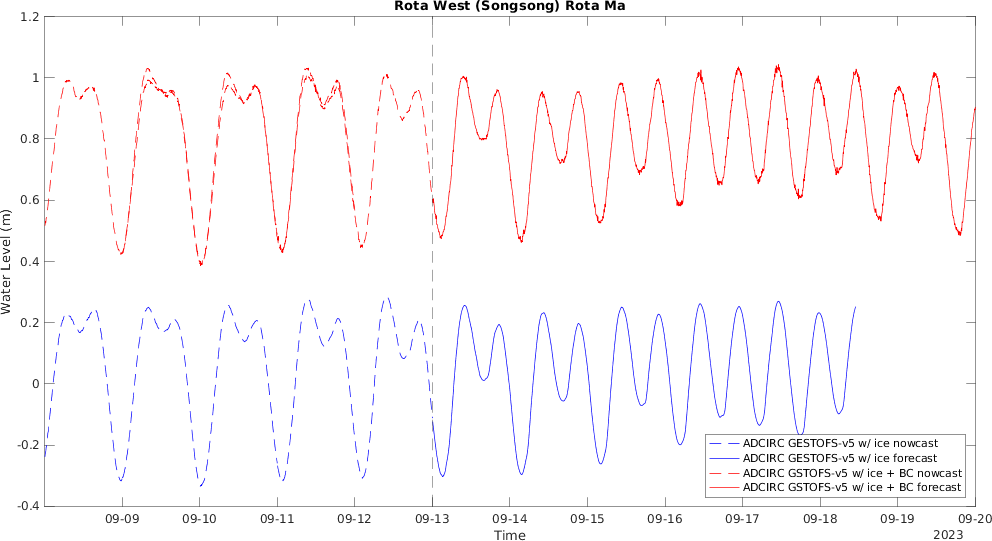 Rota West (Songsong) Rota Ma
1.2
1
0.8
0.6
0.4
0.2
0
-0.2
-0.4
Water Level (m)
ADCIRC GESTOFS-v5 w/ ice nowcast
ADCIRC GESTOFS-v5 w/ ice forecast
ADCIRC GSTOFS-v5 w/ ice + BC nowcast
ADCIRC GSTOFS-v5 w/ ice + BC forecast
09-09 09-10 09-11 09-12 09-13 09-14 09-15 09-16 09-17 09-18 09-19 09-20
Time
2023